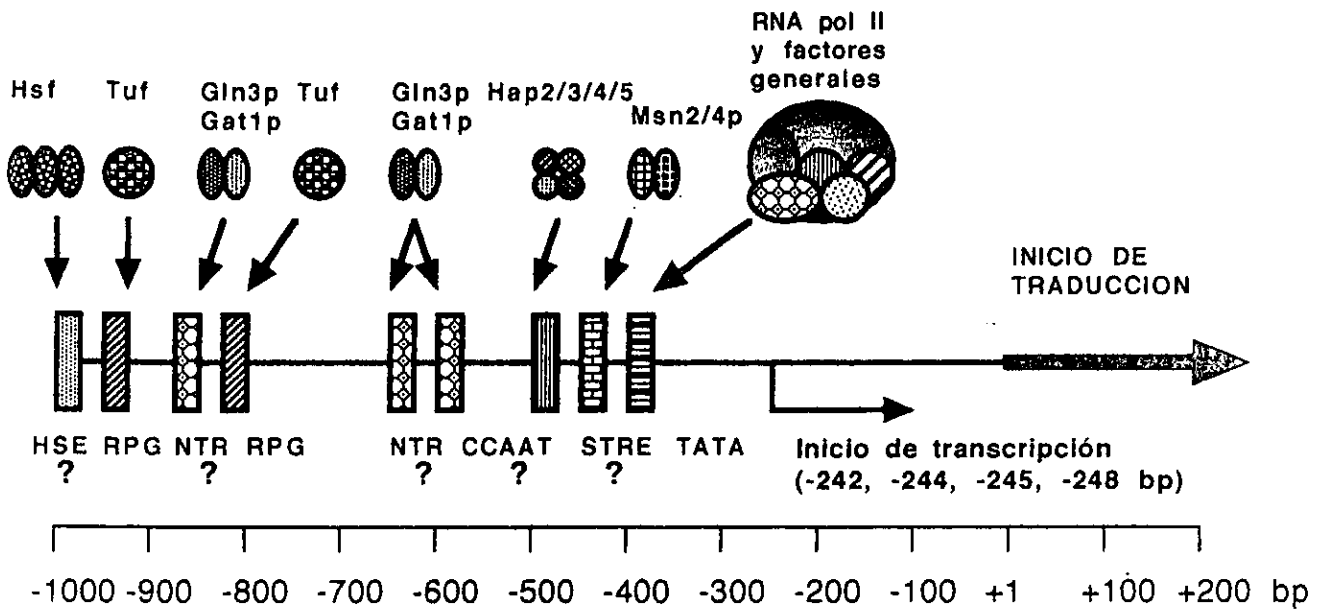 RNA pol II
y factores
generales
Hsf Tuf Gln3p Tuf Gln3p Hap2/3/4/5
Gat1p Gat1p Msn2/4p
INICIO DE
TRADUCCION
HSE RPG NTR RPG NTR CCAAT STRE TATA
? ? ? ? ?
Inicio de transcripción
(-242, -244, -245, -248 bp)
-1000 -900 -800 -700 -600 -500 -400 -300 -200 -100 +1 +100 +200 bp